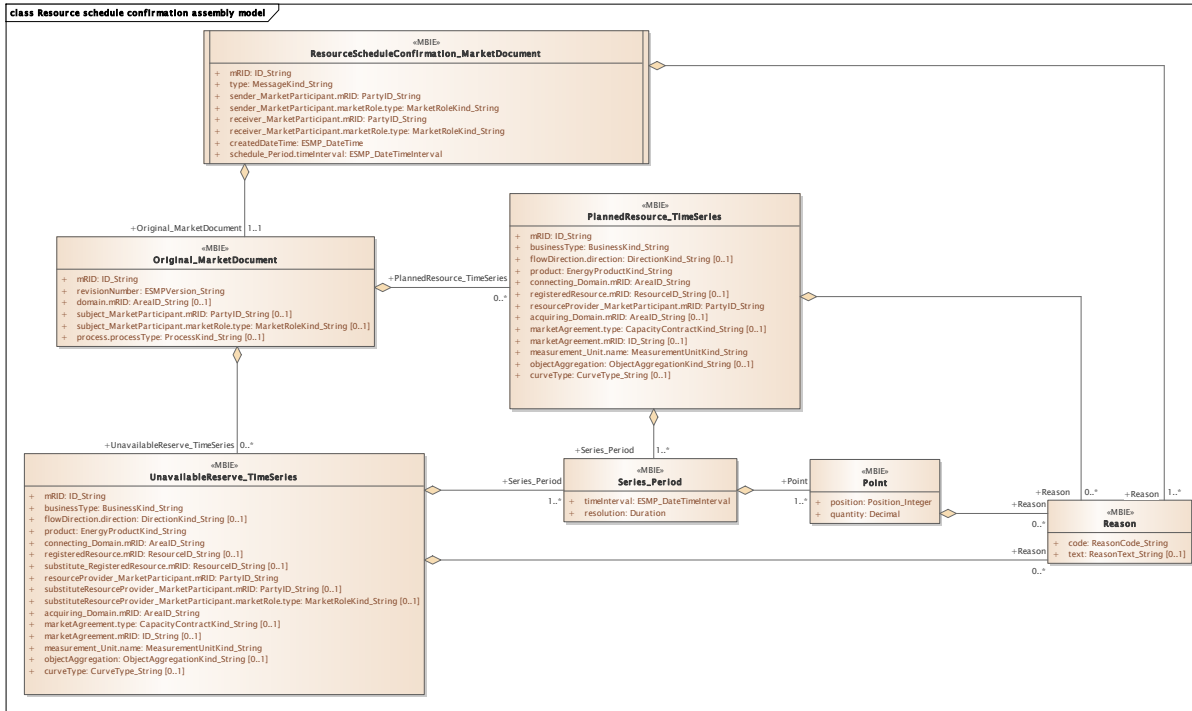 class Resource schedule confirmation assembly model
«MBIE»
ResourceScheduleConfirmation_MarketDocument
+ mRID: ID_String
+ type: MessageKind_String
+ sender_MarketParticipant.mRID: PartyID_String
+ sender_MarketParticipant.marketRole.type: MarketRoleKind_String
+ receiver_MarketParticipant.mRID: PartyID_String
+ receiver_MarketParticipant.marketRole.type: MarketRoleKind_String
+ createdDateTime: ESMP_DateTime
+ schedule_Period.timeInterval: ESMP_DateTimeInterval
+Original_MarketDocument 1..1
«MBIE»
Original_MarketDocument
+ mRID: ID_String
+ revisionNumber: ESMPVersion_String
+ domain.mRID: AreaID_String [0..1]
+ subject_MarketParticipant.mRID: PartyID_String [0..1]
+ subject_MarketParticipant.marketRole.type: MarketRoleKind_String [0..1]
+ process.processType: ProcessKind_String [0..1]
+PlannedResource_TimeSeries
0..*
«MBIE»
PlannedResource_TimeSeries
+ mRID: ID_String
+ businessType: BusinessKind_String
+ flowDirection.direction: DirectionKind_String [0..1]
+ product: EnergyProductKind_String
+ connecting_Domain.mRID: AreaID_String
+ registeredResource.mRID: ResourceID_String [0..1]
+ resourceProvider_MarketParticipant.mRID: PartyID_String
+ acquiring_Domain.mRID: AreaID_String [0..1]
+ marketAgreement.type: CapacityContractKind_String [0..1]
+ marketAgreement.mRID: ID_String [0..1]
+ measurement_Unit.name: MeasurementUnitKind_String
+ objectAggregation: ObjectAggregationKind_String [0..1]
+ curveType: CurveType_String [0..1]
+UnavailableReserve_TimeSeries 0..*
«MBIE»
UnavailableReserve_TimeSeries
+ mRID: ID_String
+ businessType: BusinessKind_String
+ flowDirection.direction: DirectionKind_String [0..1]
+ product: EnergyProductKind_String
+ connecting_Domain.mRID: AreaID_String
+ registeredResource.mRID: ResourceID_String [0..1]
+ substitute_RegisteredResource.mRID: ResourceID_String [0..1]
+ resourceProvider_MarketParticipant.mRID: PartyID_String
+ substituteResourceProvider_MarketParticipant.mRID: PartyID_String [0..1]
+ substituteResourceProvider_MarketParticipant.marketRole.type: MarketRoleKind_String [0..1]
+ acquiring_Domain.mRID: AreaID_String
+ marketAgreement.type: CapacityContractKind_String [0..1]
+ marketAgreement.mRID: ID_String [0..1]
+ measurement_Unit.name: MeasurementUnitKind_String
+ objectAggregation: ObjectAggregationKind_String [0..1]
+ curveType: CurveType_String [0..1]
+Series_Period 1..*
+Series_Period
1..*
«MBIE»
Series_Period
+ timeInterval: ESMP_DateTimeInterval
+ resolution: Duration
+Point
1..*
«MBIE»
Point
+ position: Position_Integer
+ quantity: Decimal
+Reason 0..*
+Reason 1..*
+Reason
0..*
«MBIE»
Reason
+ code: ReasonCode_String
+ text: ReasonText_String [0..1]
+Reason
0..*